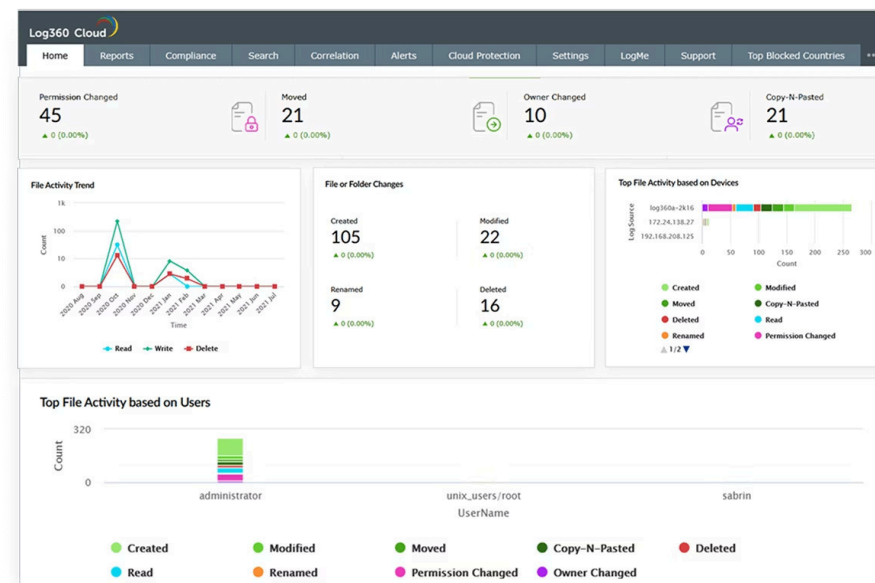 Log360 Cloud
Home Reports Compliance Search Correlation Alerts Cloud Protection Settings LogMe Support Top Blocked Countries
Permission Changed
45
0 (0.00%)
Moved
21
0 (0.00%)
Owner Changed
10
0 (0.00%)
Copy-N-Pasted
21
0 (0.00%)
File Activity Trend
Count
1k
100
10
0
2020 Aug 2020 Sep 2020 Oct 2020 Nov 2020 Dec 2021 Jan 2021 Feb 2021 Mar 2021 Apr 2021 May 2021 Jun 2021 Jul
Time
Read Write Delete
File or Folder Changes
Created
105
0 (0.00%)
Modified
22
0 (0.00%)
Renamed
9
0 (0.00%)
Deleted
16
0 (0.00%)
Top File Activity based on Devices
Log Source
log360a-2k16
172.24.138.27
192.168.208.125
0 50 100 150 200 250 300
Count
Created Modified
Moved Copy-N-Pasted
Deleted Read
Renamed Permission Changed
1/2
Top File Activity based on Users
Count
320
0
administrator unix_users/root sabrin
UserName
Created Modified Moved Copy-N-Pasted Deleted
Read Renamed Permission Changed Owner Changed